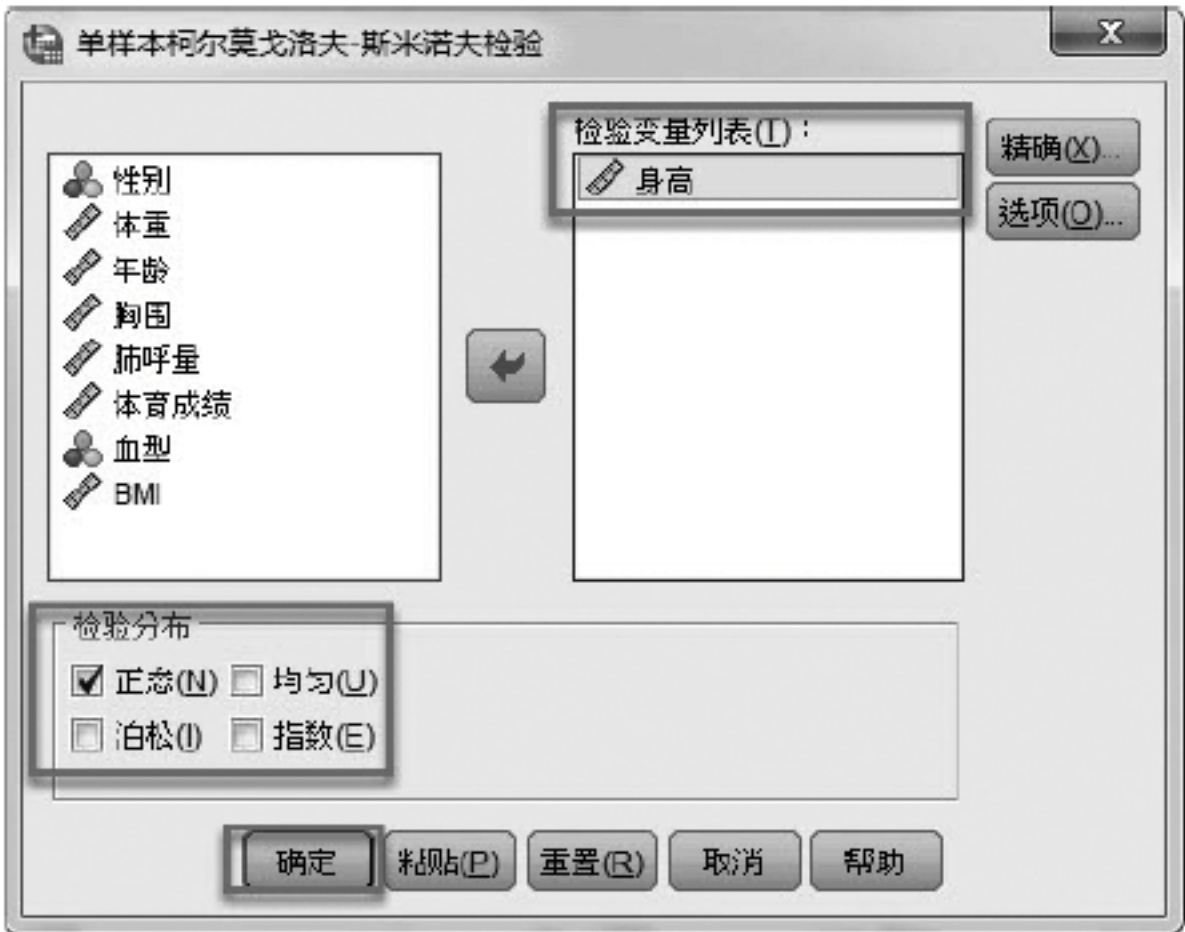 单样本柯尔莫戈洛夫-斯米诺夫检验
检验变量列表(T)：
身高
精确(X)...
选项(O)...
性别
体重
年龄
胸围
肺呼量
体育成绩
血型
BMI
检验分布
正态(N) 均匀(U)
泊松(I) 指数(E)
确定 粘贴(P) 重置(R) 取消 帮助